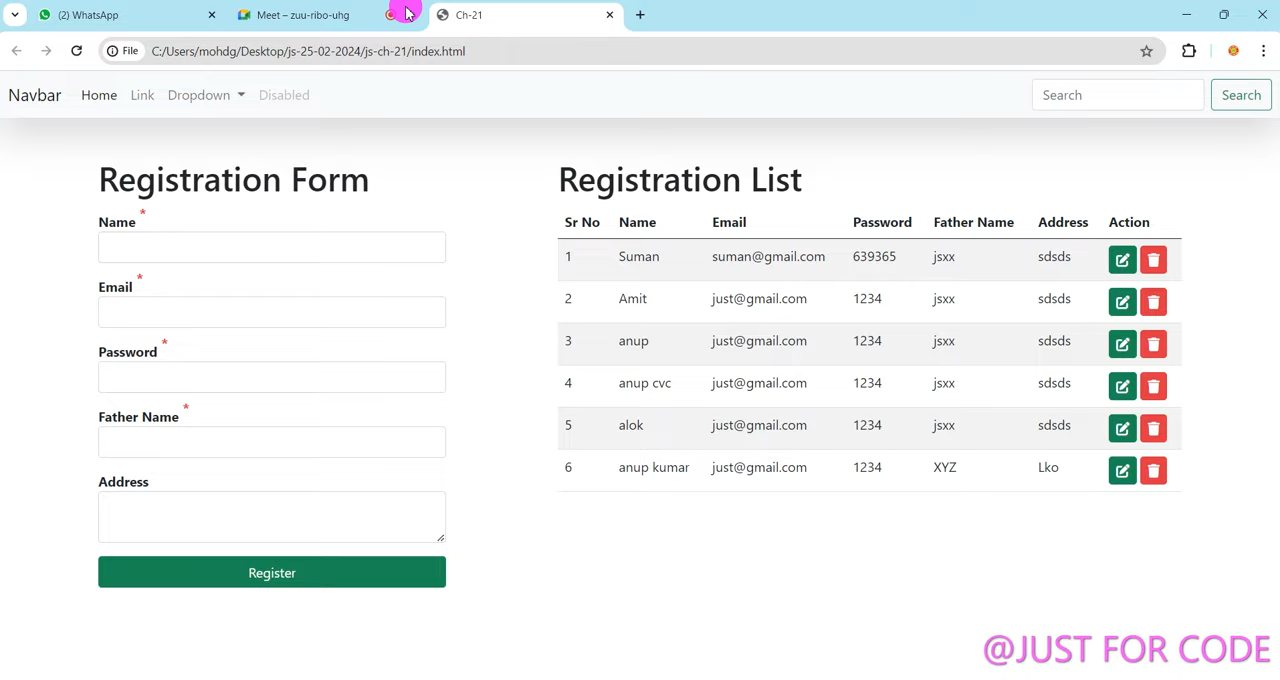 (2) WhatsApp
Meet – zuu-ribo-uhg
Ch-21
File C:/Users/mohdg/Desktop/js-25-02-2024/js-ch-21/index.html
Navbar Home Link Dropdown Disabled Search Search
Registration Form
Name *
Email *
Password *
Father Name *
Address
Register
Registration List
Sr No Name Email Password Father Name Address Action
1 Suman suman@gmail.com 639365 jsxx sdsds
2 Amit just@gmail.com 1234 jsxx sdsds
3 anup just@gmail.com 1234 jsxx sdsds
4 anup cvc just@gmail.com 1234 jsxx sdsds
5 alok just@gmail.com 1234 jsxx sdsds
6 anup kumar just@gmail.com 1234 XYZ Lko
@JUST FOR CODE